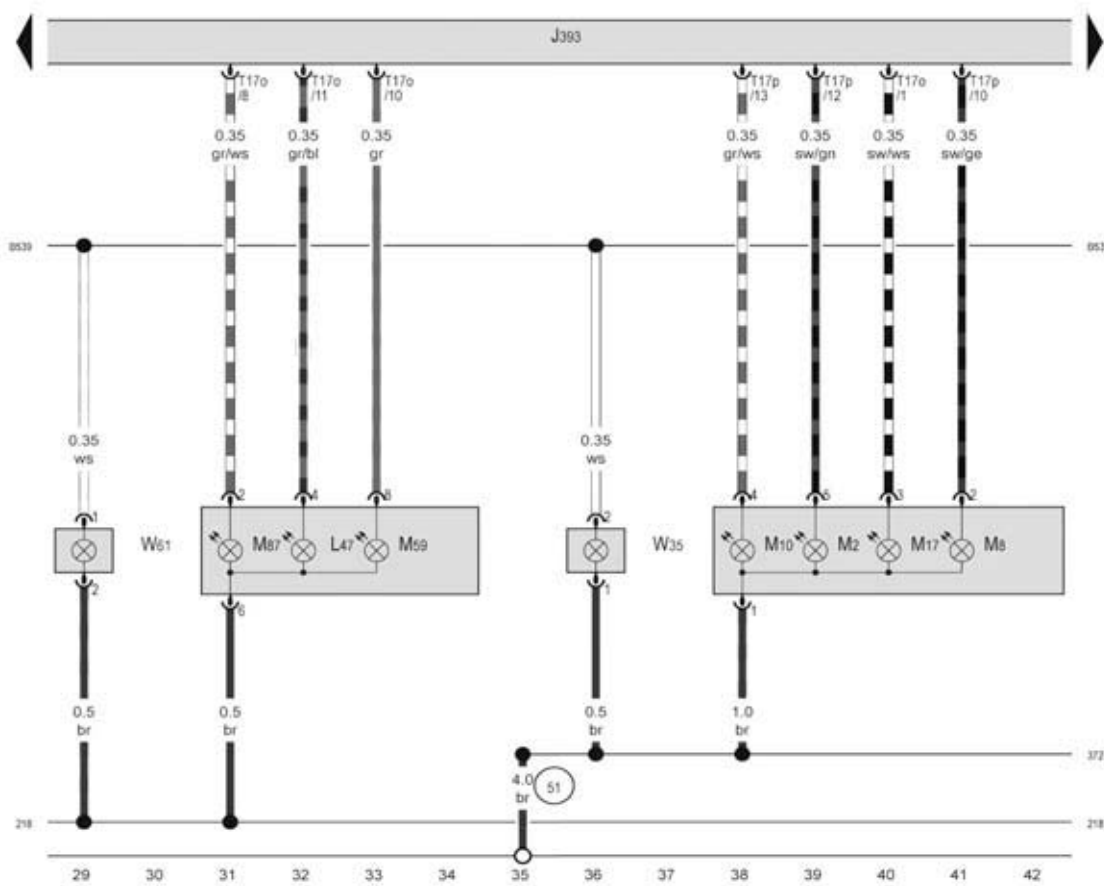 J393
T17o T17o T17o T17p T17p T17o T17p
/8 /11 /10 /13 /12 /1 /10
0.35 0.35 0.35 0.35 0.35 0.35 0.35
gr/ws gr/bl gr gr/ws sw/gn sw/ws sw/ge
B539 B53
0.35 0.35
ws ws
2 4 8 4 5 3 2
1 2
W61 M87 L47 M59 W35 M10 M2 M17 M8
2 1
6 1
0.5 0.5 0.5 1.0
br br br br
372
4.0 51
br
218 218
29 30 31 32 33 34 35 36 37 38 39 40 41 42